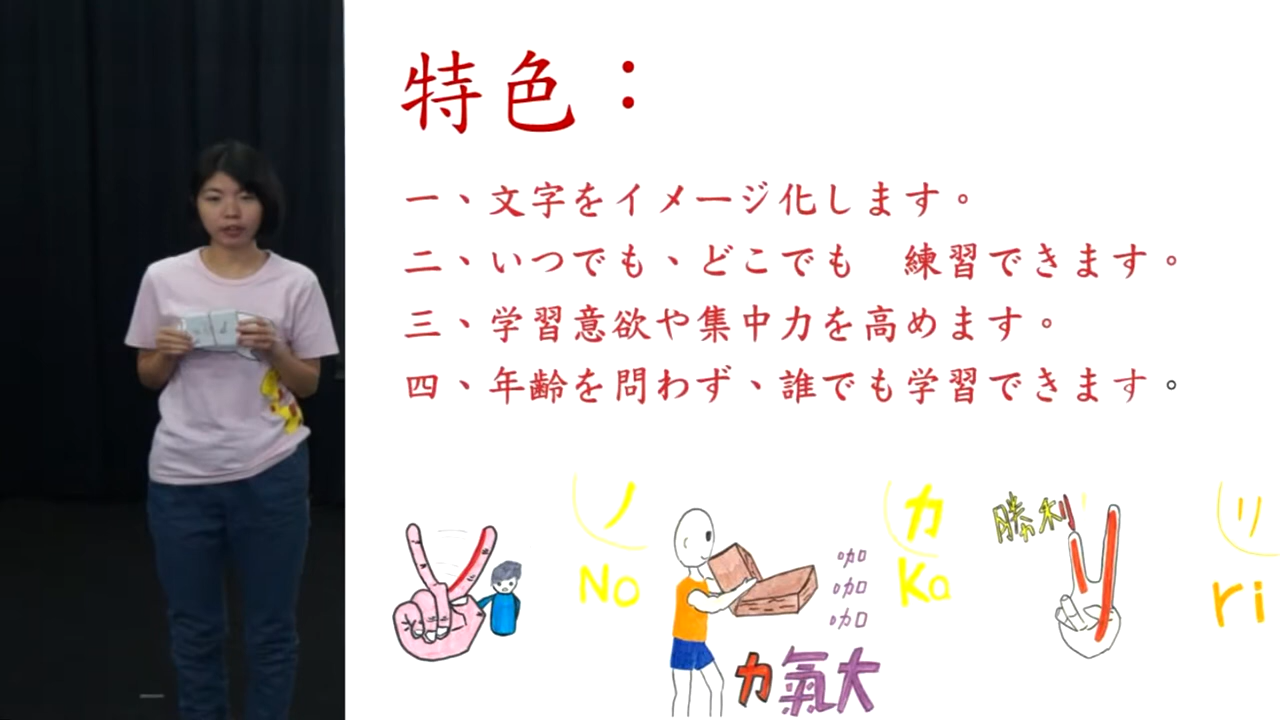 特色：
一、文字をイメージ化します。
二、いつでも、どこでも　練習できます。
三、学習意欲や集中力を高めます。
四、年齢を問わず、誰でも学習できます。
ノ
No
咖
咖
咖
力氣大
カ
Ka
勝利
リ
ri